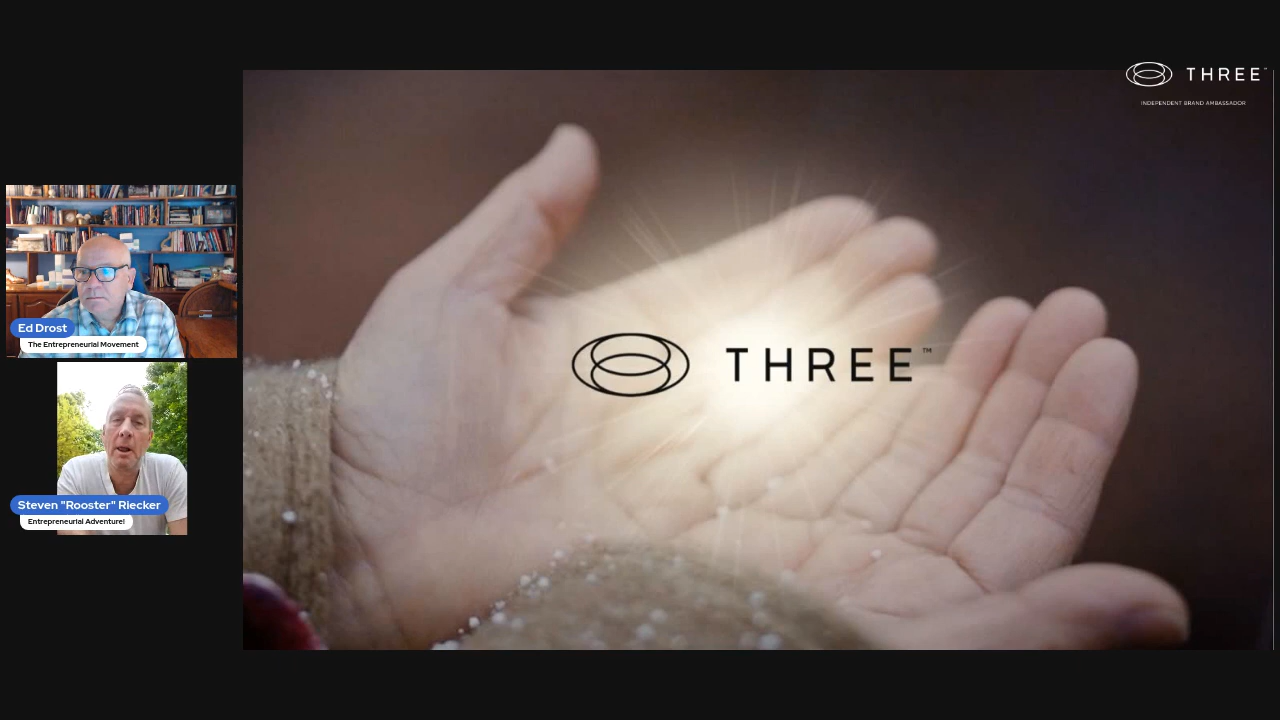 THREE™
INDEPENDENT BRAND AMBASSADOR
Ed Drost
The Entrepreneurial Movement
THREE™
Steven "Rooster" Riecker
Entrepreneurial Adventure!